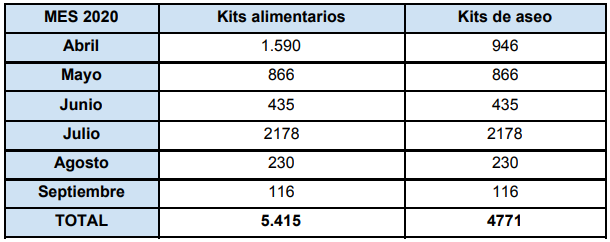 MES 2020 Kits alimentarios Kits de aseo
Abril 1.590 946
Mayo 866 866
Junio 435 435
Julio 2178 2178
Agosto 230 230
Septiembre 116 116
TOTAL 5.415 4771